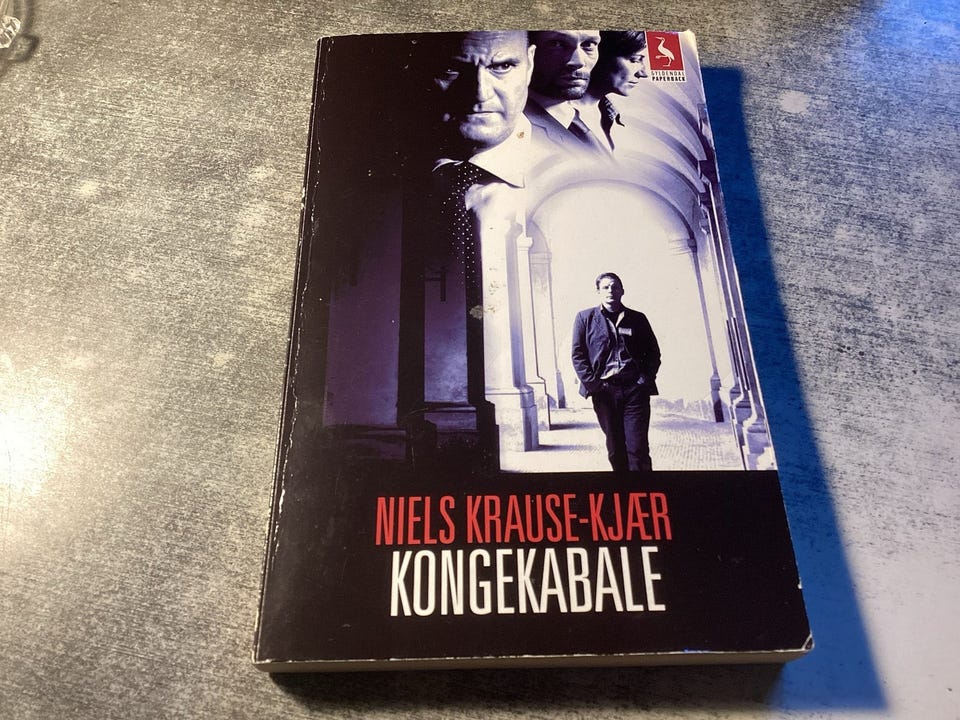 GYLDENDAL
PAPERBACK
NIELS KRAUSE-KJÆR
KONGEKABALE